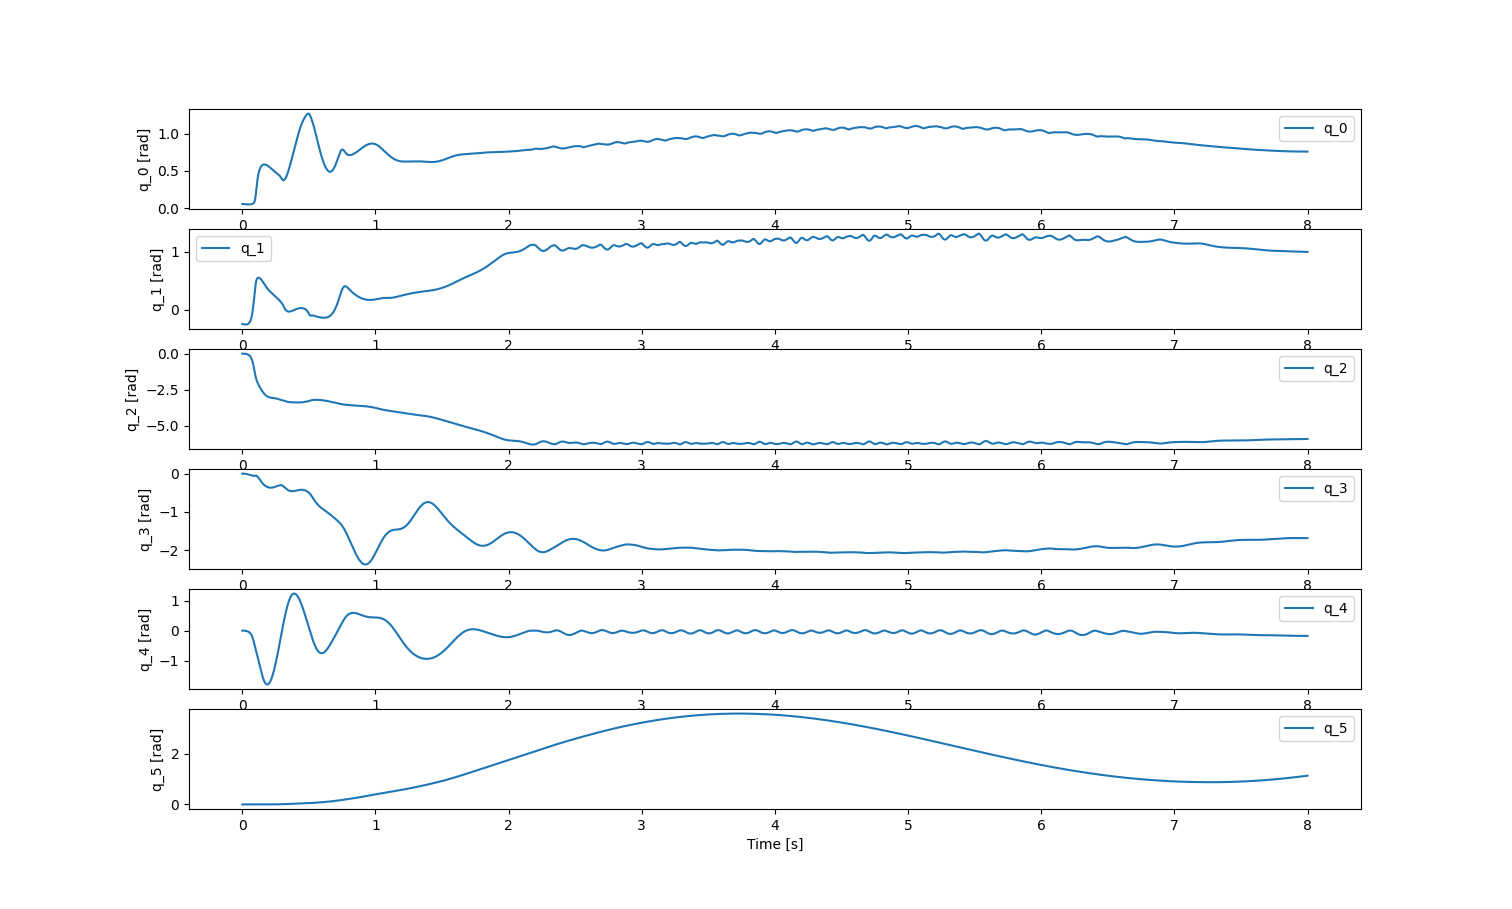 q_0 [rad]
1.0
0.5
0.0
q_0
0 1 2 3 4 5 6 7 8
q_1 [rad]
1
0
q_1
0 1 2 3 4 5 6 7 8
q_2 [rad]
0.0
−2.5
−5.0
q_2
0 1 2 3 4 5 6 7 8
q_3 [rad]
0
−1
−2
q_3
0 1 2 3 4 5 6 7 8
q_4 [rad]
1
0
−1
q_4
0 1 2 3 4 5 6 7 8
q_5 [rad]
2
0
q_5
0 1 2 3 4 5 6 7 8
Time [s]